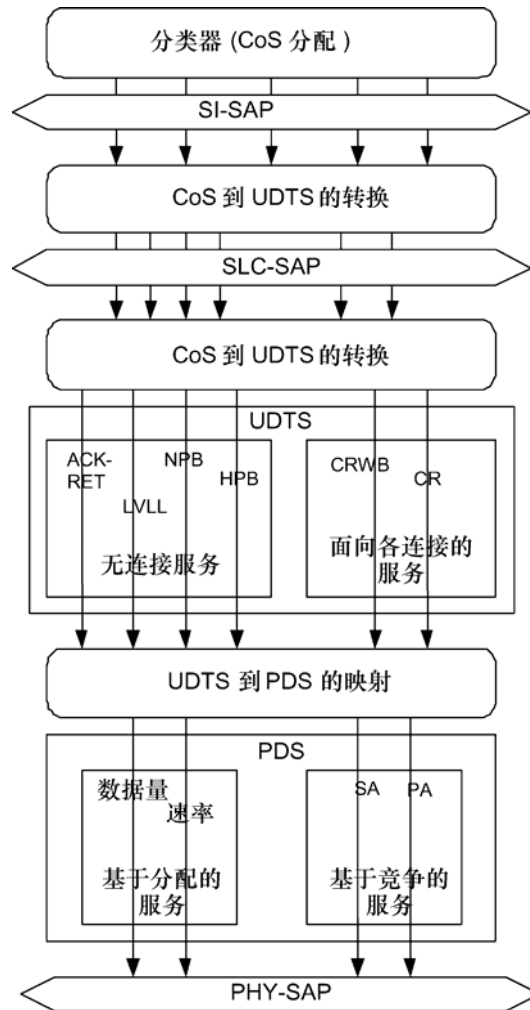 分类器 (CoS 分配 )
SI-SAP
CoS 到 UDTS 的转换
SLC-SAP
CoS 到 UDTS 的转换
UDTS
ACK-
RET
LVLL
NPB
HPB
无连接服务
CRWB
CR
面向各连接的
服务
UDTS 到 PDS 的映射
PDS
数据量
速率
基于分配的
服务
SA
PA
基于竞争的
服务
PHY-SAP